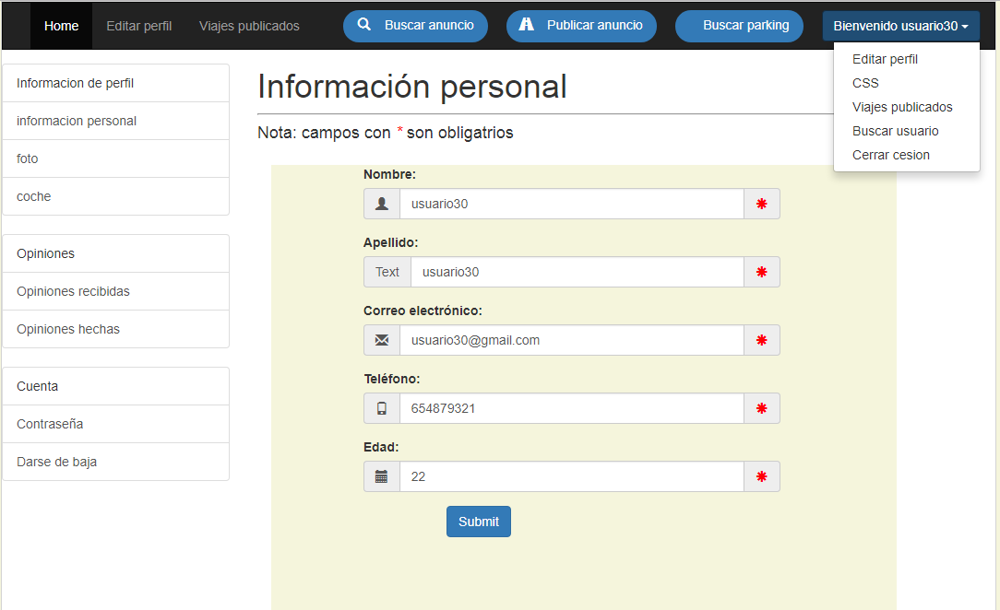 Home Editar perfil Viajes publicados Buscar anuncio Publicar anuncio Buscar parking Bienvenido usuario30
Editar perfil
CSS
Viajes publicados
Buscar usuario
Cerrar cesion
Informacion de perfil
informacion personal
foto
coche
Opiniones
Opiniones recibidas
Opiniones hechas
Cuenta
Contraseña
Darse de baja
Información personal
Nota: campos con * son obligatrios
Nombre:
usuario30 *
Apellido:
Text usuario30 *
Correo electrónico:
usuario30@gmail.com *
Teléfono:
654879321 *
Edad:
22 *
Submit